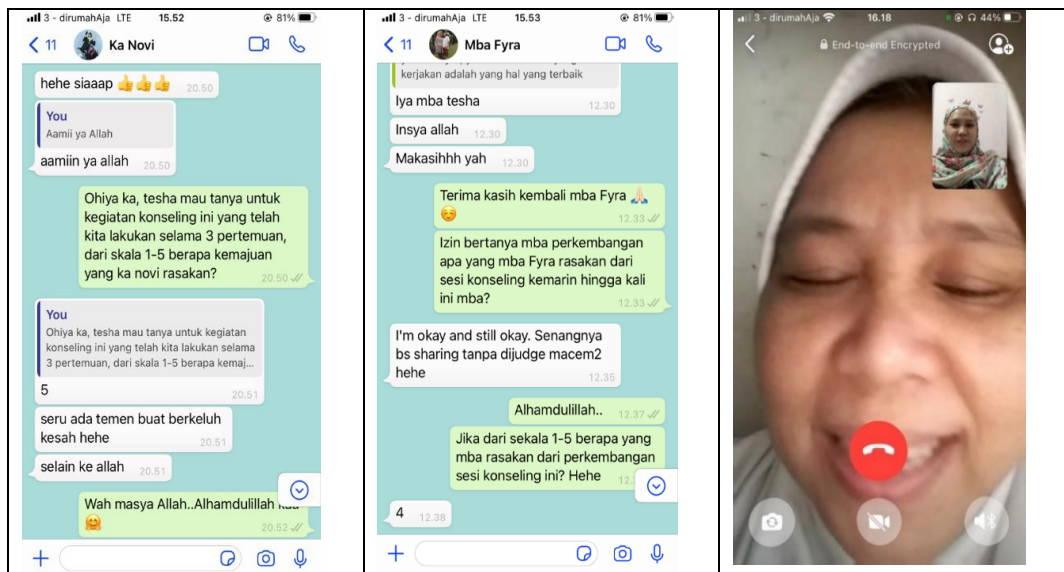 3 - dirumahAja LTE 15.52 81%
11 Ka Novi
hehe siaaap 👍👍👍 20.50
You
Aamii ya Allah
aamiin ya allah 20.50
Ohiya ka, tesha mau tanya untuk
kegiatan konseling ini yang telah
kita lakukan selama 3 pertemuan,
dari skala 1-5 berapa kemajuan
yang ka novi rasakan? 20.50
You
Ohiya ka, tesha mau tanya untuk kegiatan
konseling ini yang telah kita lakukan selama
3 pertemuan, dari skala 1-5 berapa kemaj...
5 20.51
seru ada temen buat berkeluh
kesah hehe 20.51
selain ke allah 20.51
Wah masya Allah..Alhamdulillah
🤗 20.52
3 - dirumahAja LTE 15.53 81%
11 Mba Fyra
kerjakan adalah yang hal yang terbaik
Iya mba tesha 12.30
Insya allah 12.30
Makasihhh yah 12.30
Terima kasih kembali mba Fyra 🙏🏻
☺️ 12.33
Izin bertanya mba perkembangan
apa yang mba Fyra rasakan dari
sesi konseling kemarin hingga kali
ini mba? 12.33
I'm okay and still okay. Senangnya
bs sharing tanpa dijudge macem2
hehe 12.35
Alhamdulillah.. 12.37
Jika dari sekala 1-5 berapa yang
mba rasakan dari perkembangan
sesi konseling ini? Hehe
4 12.38
3 - dirumahAja 16.18 44%
End-to-end Encrypted